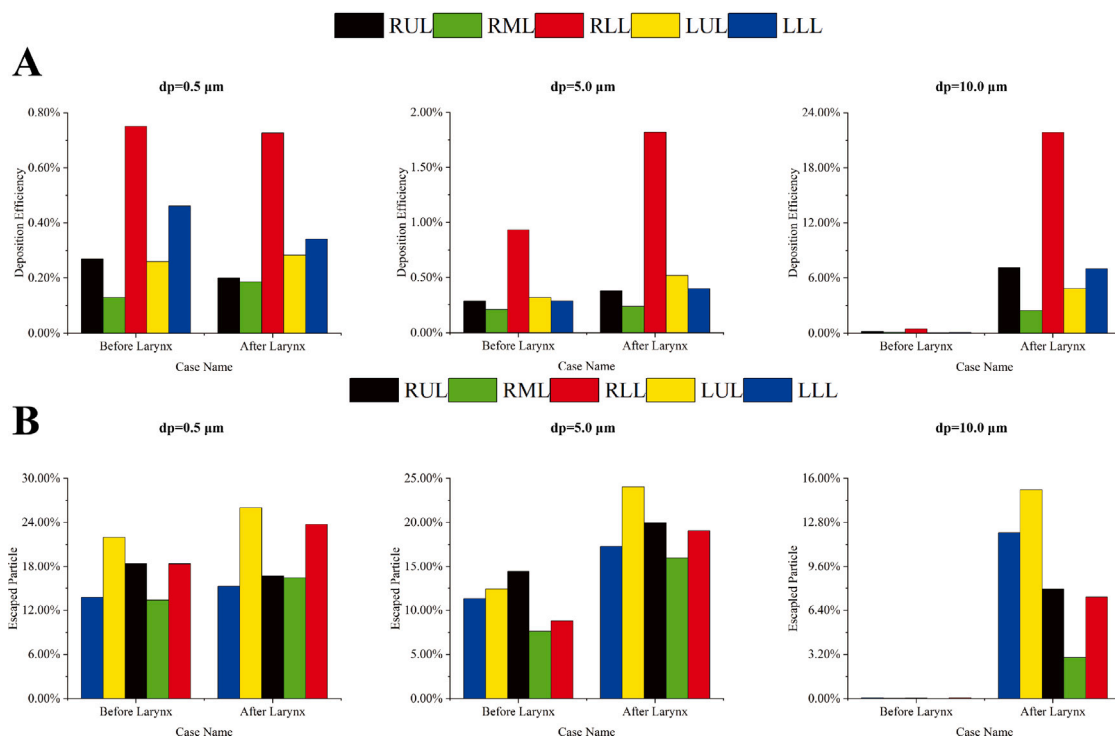 RUL RML RLL LUL LLL
A
dp=0.5 μm
0.80%
0.60%
0.40%
0.20%
0.00%
Deposition Efficiency
Before Larynx After Larynx
Case Name
dp=5.0 μm
2.00%
1.50%
1.00%
0.50%
0.00%
Deposition Efficiency
Before Larynx After Larynx
Case Name
dp=10.0 μm
24.00%
18.00%
12.00%
6.00%
0.00%
Deposition Efficiency
Before Larynx After Larynx
Case Name
RUL RML RLL LUL LLL
B
dp=0.5 μm
30.00%
24.00%
18.00%
12.00%
6.00%
0.00%
Escaped Particle
Before Larynx After Larynx
Case Name
dp=5.0 μm
25.00%
20.00%
15.00%
10.00%
5.00%
0.00%
Escaped Particle
Before Larynx After Larynx
Case Name
dp=10.0 μm
16.00%
12.80%
9.60%
6.40%
3.20%
0.00%
Escapled Particle
Before Larynx After Larynx
Case Name